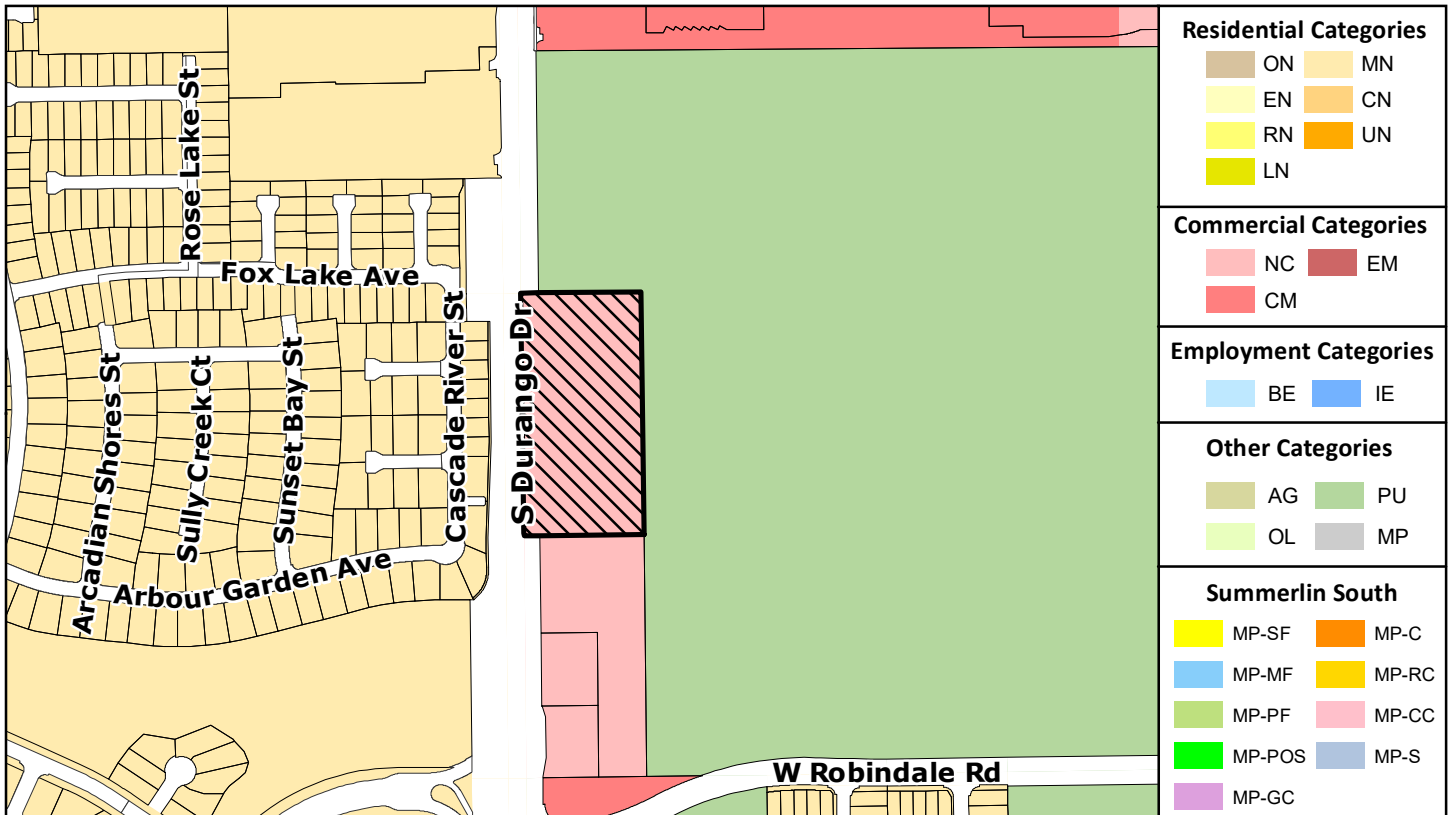 Rose Lake St
Fox Lake Ave
Arcadian Shores St
Sully Creek Ct
Sunset Bay St
Cascade River St
S Durango Dr
Arbour Garden Ave
W Robindale Rd
Residential Categories
ON MN
EN CN
RN UN
LN
Commercial Categories
NC EM
CM
Employment Categories
BE IE
Other Categories
AG PU
OL MP
Summerlin South
MP-SF MP-C
MP-MF MP-RC
MP-PF MP-CC
MP-POS MP-S
MP-GC